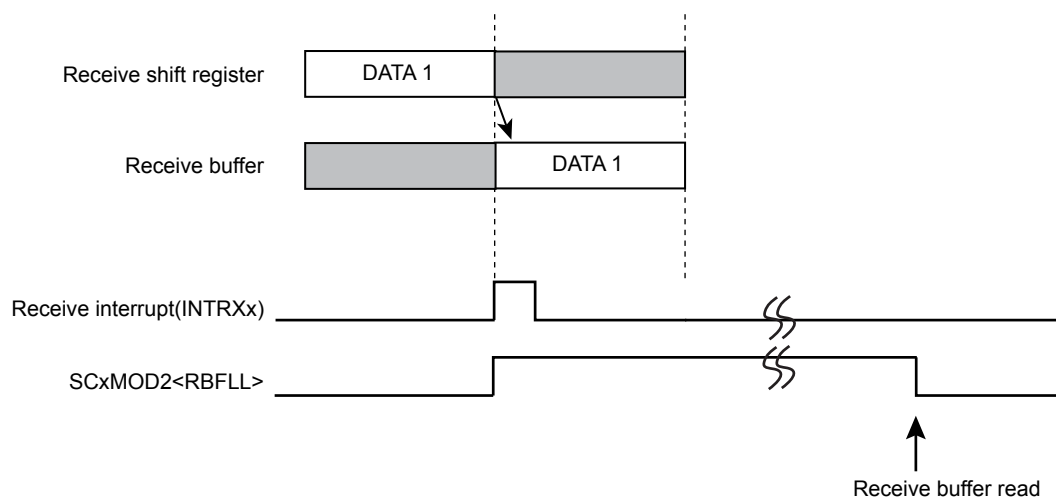 Receive shift register
DATA 1
Receive buffer
DATA 1
Receive interrupt(INTRXx)
SCxMOD2<RBFLL>
Receive buffer read